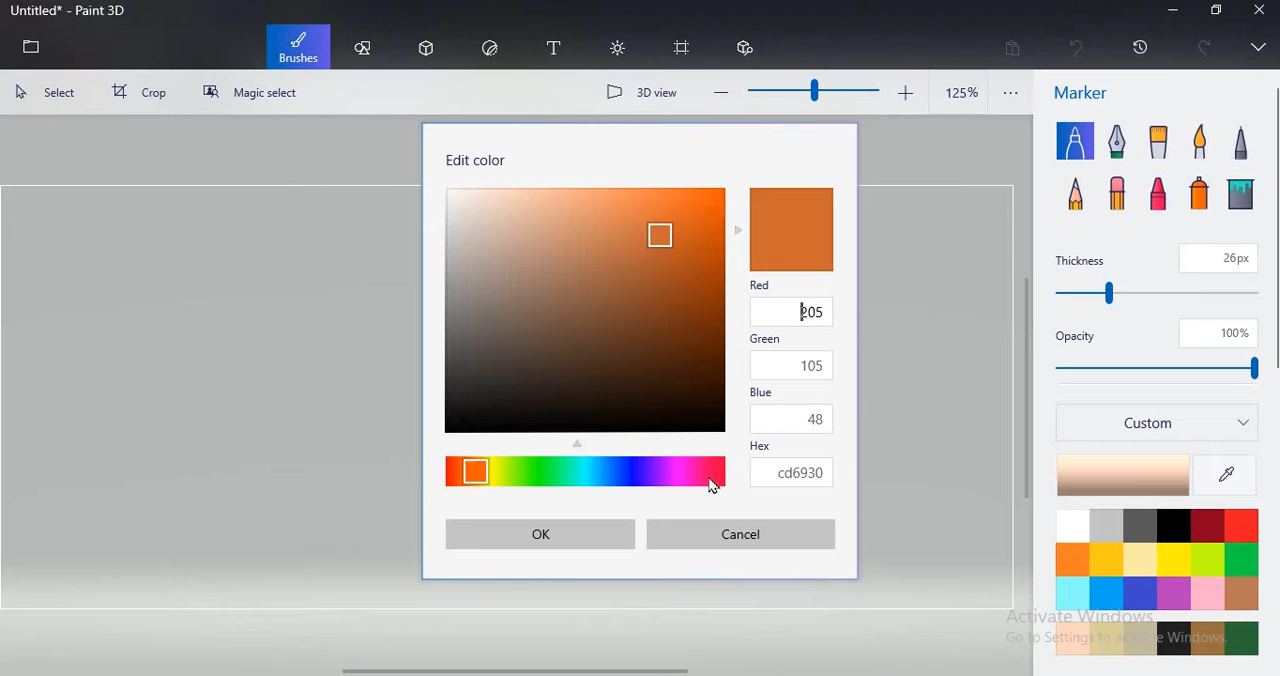 Untitled* - Paint 3D
Brushes
Select
Crop
Magic select
3D view
125%
Marker
Edit color
Thickness
26px
Opacity
100%
Custom
Red
205
Green
105
Blue
48
Hex
cd6930
OK
Cancel
Activate Windows
Go to Settings to activate Windows.